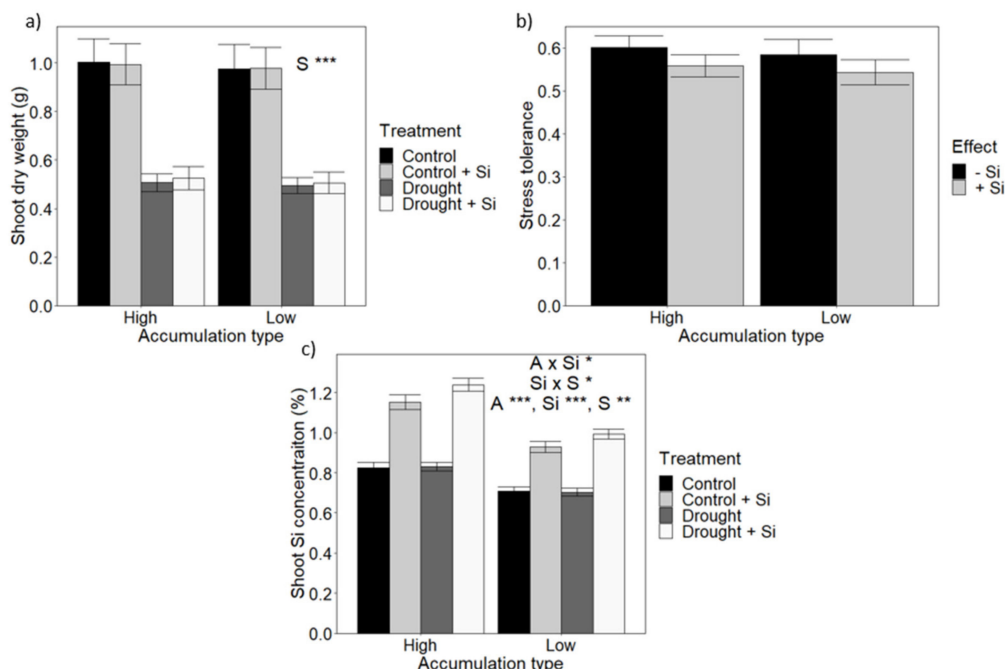 a)
Shoot dry weight (g)
1.0
0.8
0.6
0.4
0.2
0.0
S ***
High
Low
Accumulation type
Treatment
Control
Control + Si
Drought
Drought + Si
b)
Stress tolerance
0.6
0.5
0.4
0.3
0.2
0.1
0.0
High
Low
Accumulation type
Effect
- Si
+ Si
c)
Shoot Si concentraiton (%)
1.2
1.0
0.8
0.6
0.4
0.2
0.0
A x Si *
Si x S *
A ***, Si ***, S **
High
Low
Accumulation type
Treatment
Control
Control + Si
Drought
Drought + Si